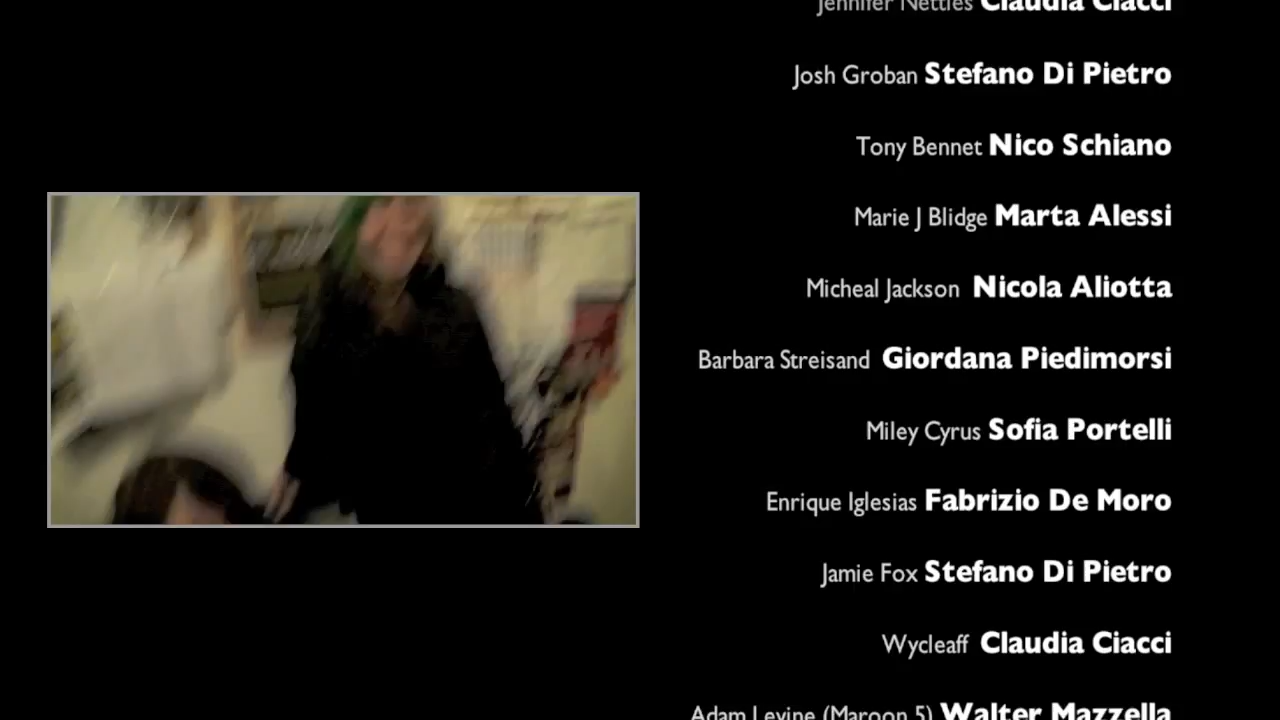 Jennifer Nettles Claudia Ciacci
Josh Groban Stefano Di Pietro
Tony Bennet Nico Schiano
Marie J Blidge Marta Alessi
Micheal Jackson Nicola Aliotta
Barbara Streisand Giordana Piedimorsi
Miley Cyrus Sofia Portelli
Enrique Iglesias Fabrizio De Moro
Jamie Fox Stefano Di Pietro
Wycleaff Claudia Ciacci
Adam Levine (Maroon 5) Walter Mazzella